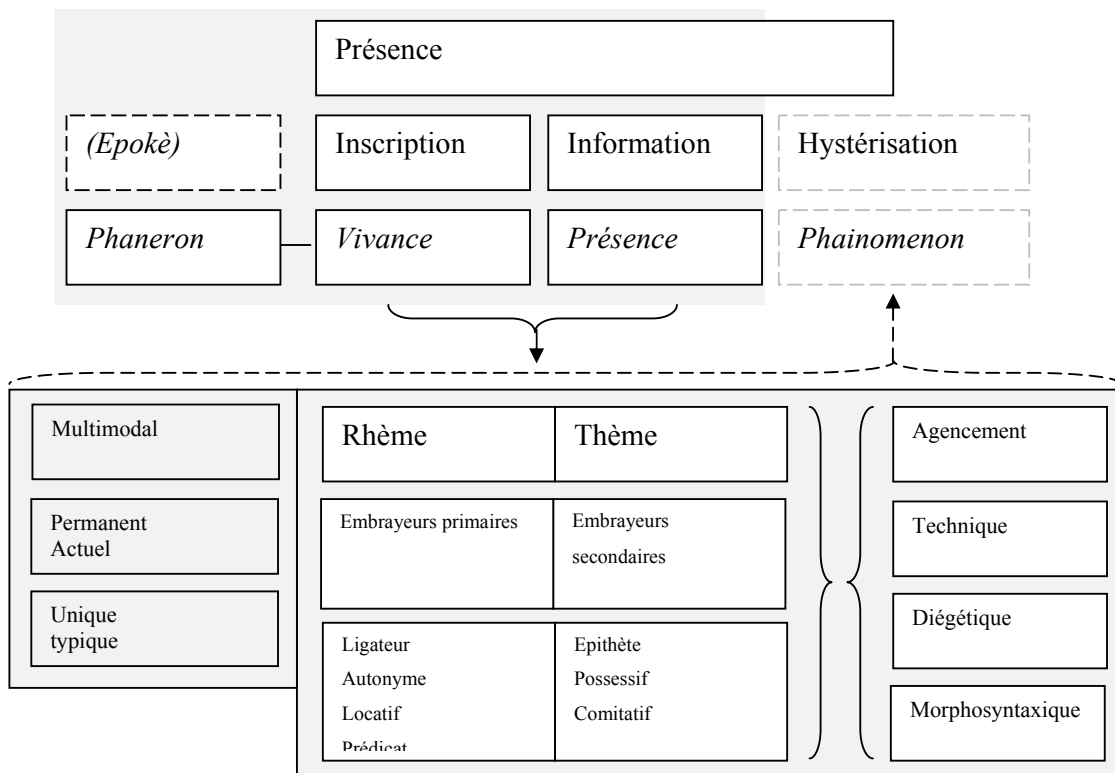 Présence
(Epokè)
Inscription
Information
Hystérisation
Phaneron
Vivance
Présence
Phainomenon
Multimodal
Rhème
Thème
Agencement
Permanent
Actuel
Embrayeurs primaires
Embrayeurs
secondaires
Technique
Unique
typique
Diégétique
Ligateur
Autonyme
Locatif
Prédicat
Epithète
Possessif
Comitatif
Morphosyntaxique